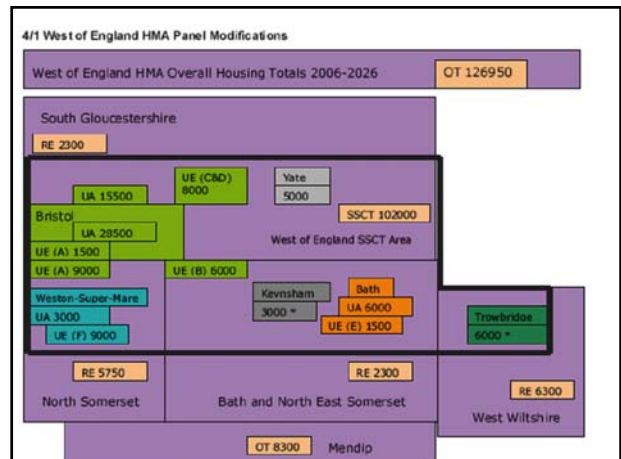 4/1 West of England HMA Panel Modifications
West of England HMA Overall Housing Totals 2006-2026
OT 126950
South Gloucestershire
RE 2300
UE (C&D)
8000
Yate
5000
UA 15500
Bristol
SSCT 102000
UA 28500
West of England SSCT Area
UE (A) 1500
UE (A) 9000
UE (B) 6000
Weston-Super-Mare
UA 3000
UE (F) 9000
Keynsham
3000 *
Bath
UA 6000
UE (E) 1500
Trowbridge
6000 *
RE 5750
RE 2300
RE 6300
North Somerset
Bath and North East Somerset
West Wiltshire
OT 8300
Mendip